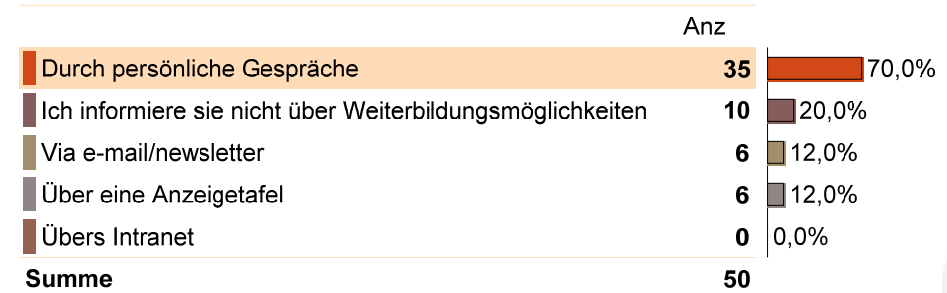 Anz
Durch persönliche Gespräche 35 70,0%
Ich informiere sie nicht über Weiterbildungsmöglichkeiten 10 20,0%
Via e-mail/newsletter 6 12,0%
Über eine Anzeigetafel 6 12,0%
Übers Intranet 0 0,0%
Summe 50